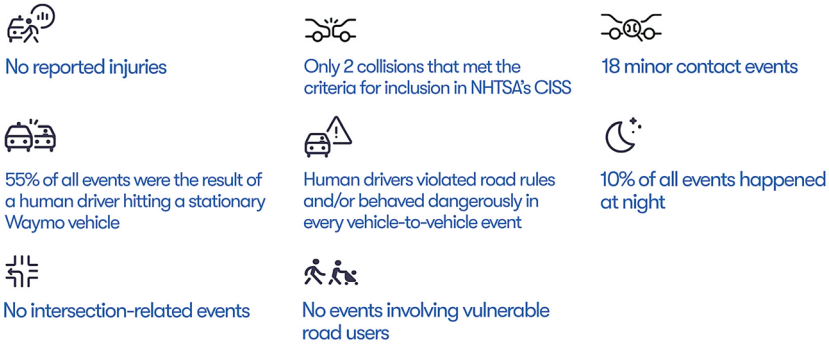 No reported injuries
Only 2 collisions that met the
criteria for inclusion in NHTSA's CISS
18 minor contact events
55% of all events were the result of
a human driver hitting a stationary
Waymo vehicle
Human drivers violated road rules
and/or behaved dangerously in
every vehicle-to-vehicle event
10% of all events happened
at night
No intersection-related events
No events involving vulnerable
road users